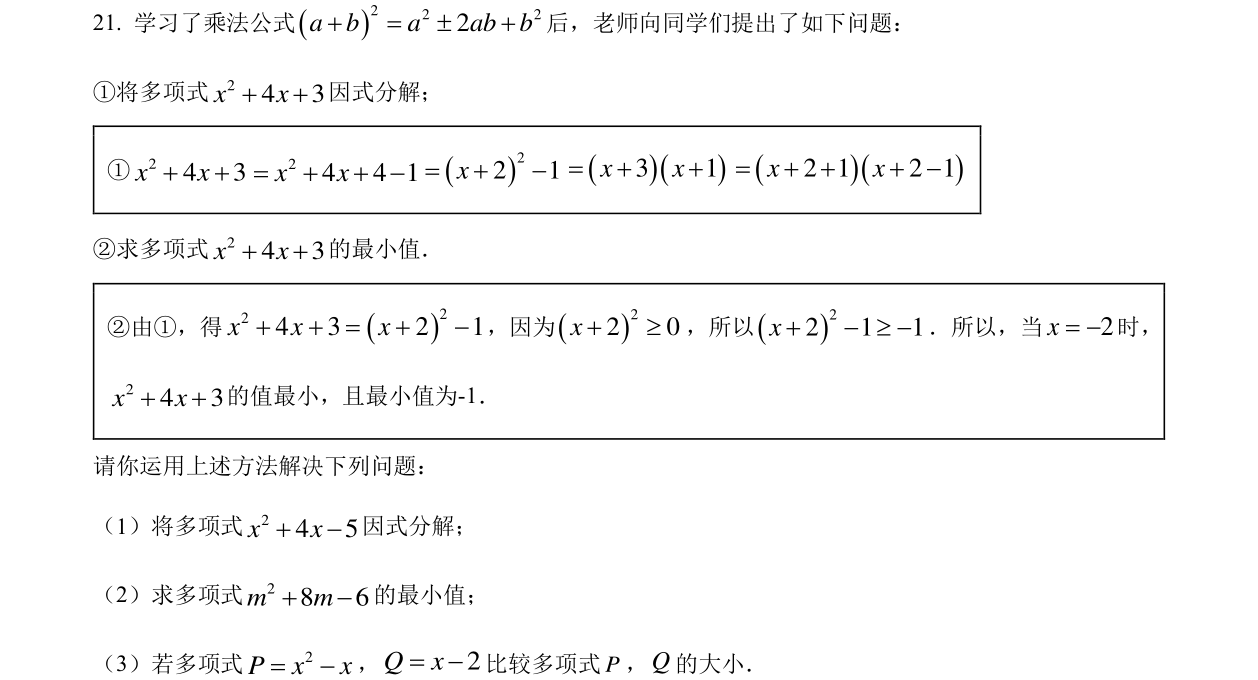 21. 学习了乘法公式(a+b)² = a² ± 2ab + b²后，老师向同学们提出了如下问题：
①将多项式 x² + 4x + 3因式分解；
① x² + 4x + 3 = x² + 4x + 4 − 1 = (x + 2)² − 1 = (x + 3)(x + 1) = (x + 2 + 1)(x + 2 − 1)
②求多项式 x² + 4x + 3的最小值．
②由①，得 x² + 4x + 3 = (x + 2)² − 1，因为(x + 2)² ≥ 0，所以(x + 2)² − 1 ≥ −1．所以，当 x = −2时，
x² + 4x + 3的值最小，且最小值为-1．
请你运用上述方法解决下列问题：
（1）将多项式 x² + 4x − 5因式分解；
（2）求多项式 m² + 8m − 6的最小值；
（3）若多项式 P = x² − x，Q = x − 2比较多项式 P，Q 的大小．